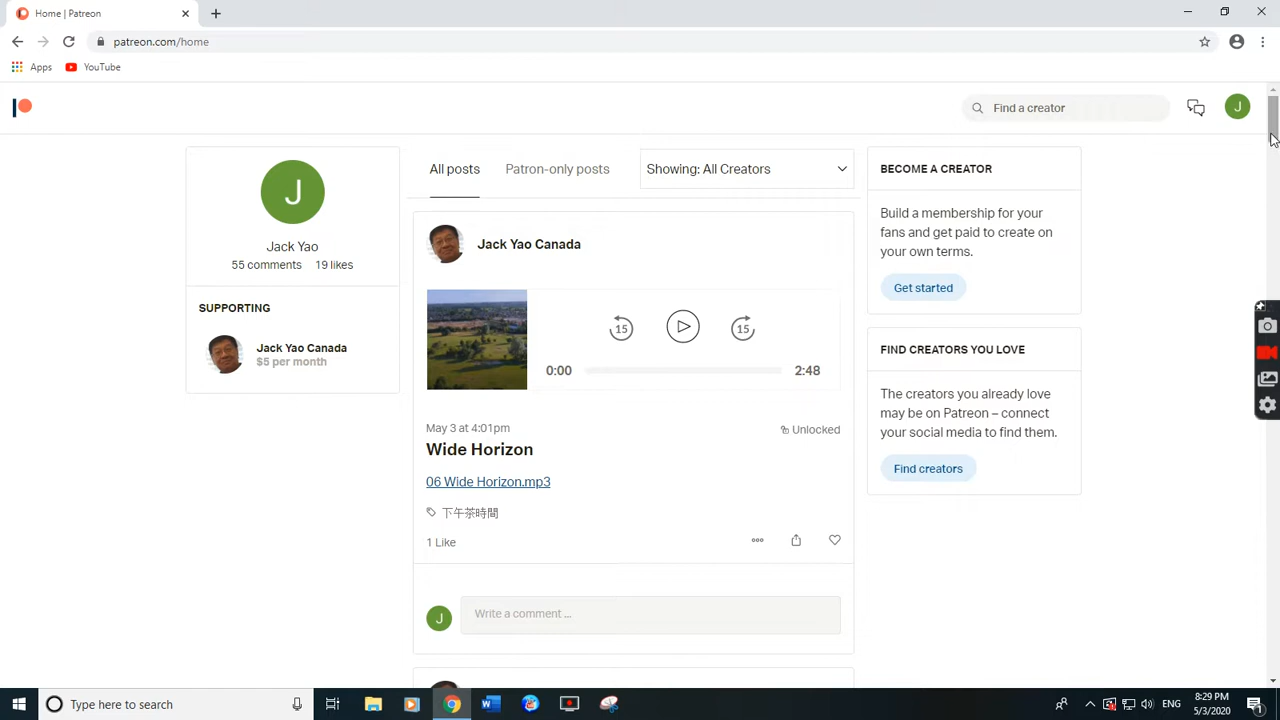 Home | Patreon
patreon.com/home
Apps
YouTube
Find a creator
J
J
Jack Yao
55 comments 19 likes
SUPPORTING
Jack Yao Canada
$5 per month
All posts
Patron-only posts
Showing: All Creators
Jack Yao Canada
15
15
0:00
2:48
May 3 at 4:01pm
Unlocked
Wide Horizon
06 Wide Horizon.mp3
下午茶時間
1 Like
J
Write a comment ...
BECOME A CREATOR
Build a membership for your
fans and get paid to create on
your own terms.
Get started
FIND CREATORS YOU LOVE
The creators you already love
may be on Patreon – connect
your social media to find them.
Find creators
Type here to search
ENG
8:29 PM
5/3/2020
1